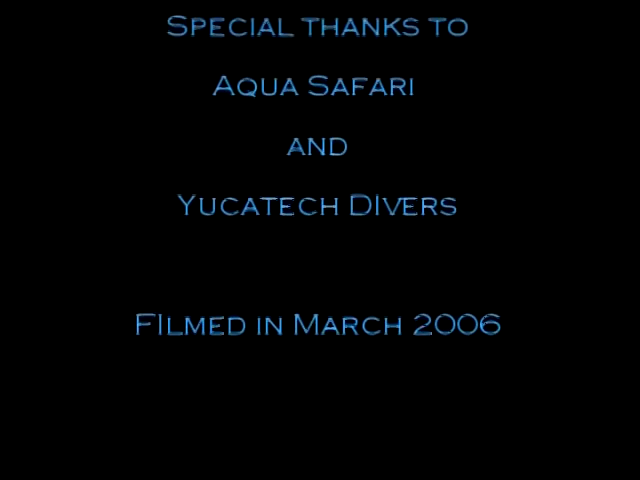 Special thanks to
Aqua Safari
and
Yucatech Divers
Filmed in March 2006